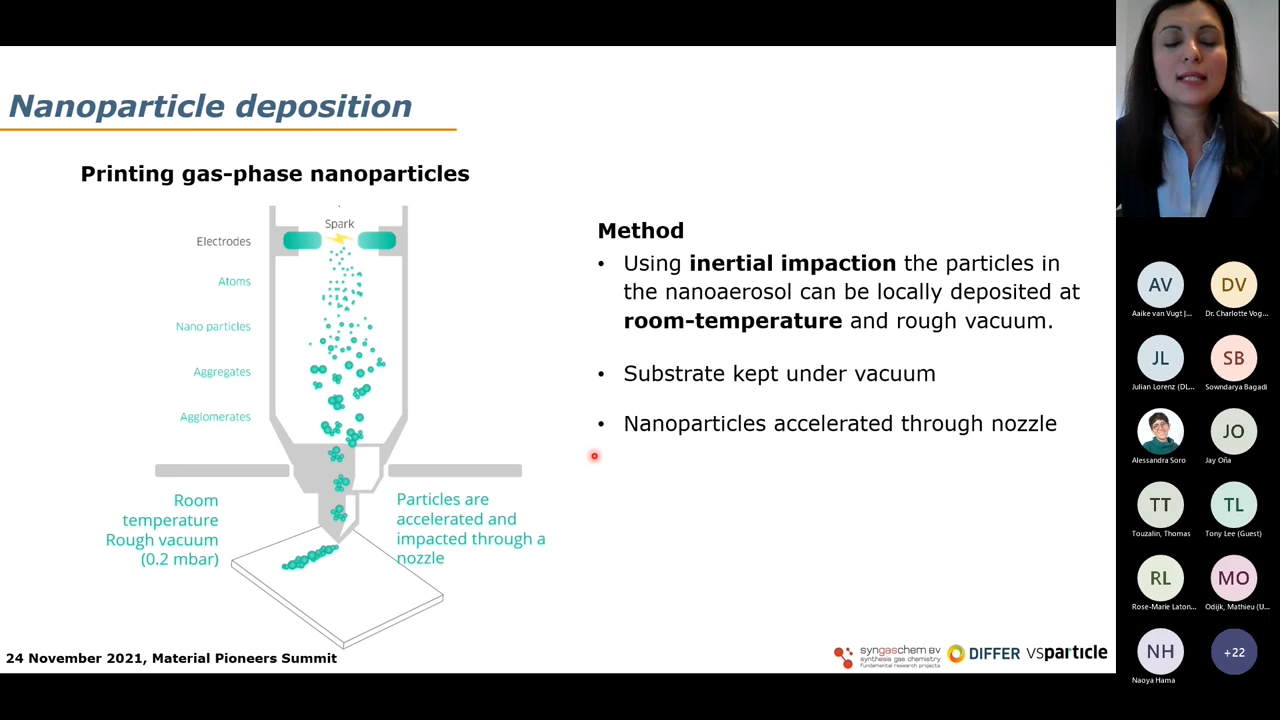 Nanoparticle deposition
Printing gas-phase nanoparticles
Spark
Electrodes
Atoms
Nano particles
Aggregates
Agglomerates
Room
temperature
Rough vacuum
(0.2 mbar)
Particles are
accelerated and
impacted through a
nozzle
Method
• Using inertial impaction the particles in
the nanoaerosol can be locally deposited at
room-temperature and rough vacuum.
• Substrate kept under vacuum
• Nanoparticles accelerated through nozzle
24 November 2021, Material Pioneers Summit
syngaschem BV
synthesis gas chemistry
fundamental research projects
DIFFER
vsparticle
AV
Aaike van Vugt |...
DV
Dr. Charlotte Vog...
JL
Julian Lorenz (DL...
SB
Sowndarya Bagadi
Alessandra Soro
JO
Jay Oña
TT
Touzalin, Thomas
TL
Tony Lee (Guest)
RL
Rose-Marie Laton...
MO
Odijk, Mathieu (U...
NH
Naoya Hama
+22